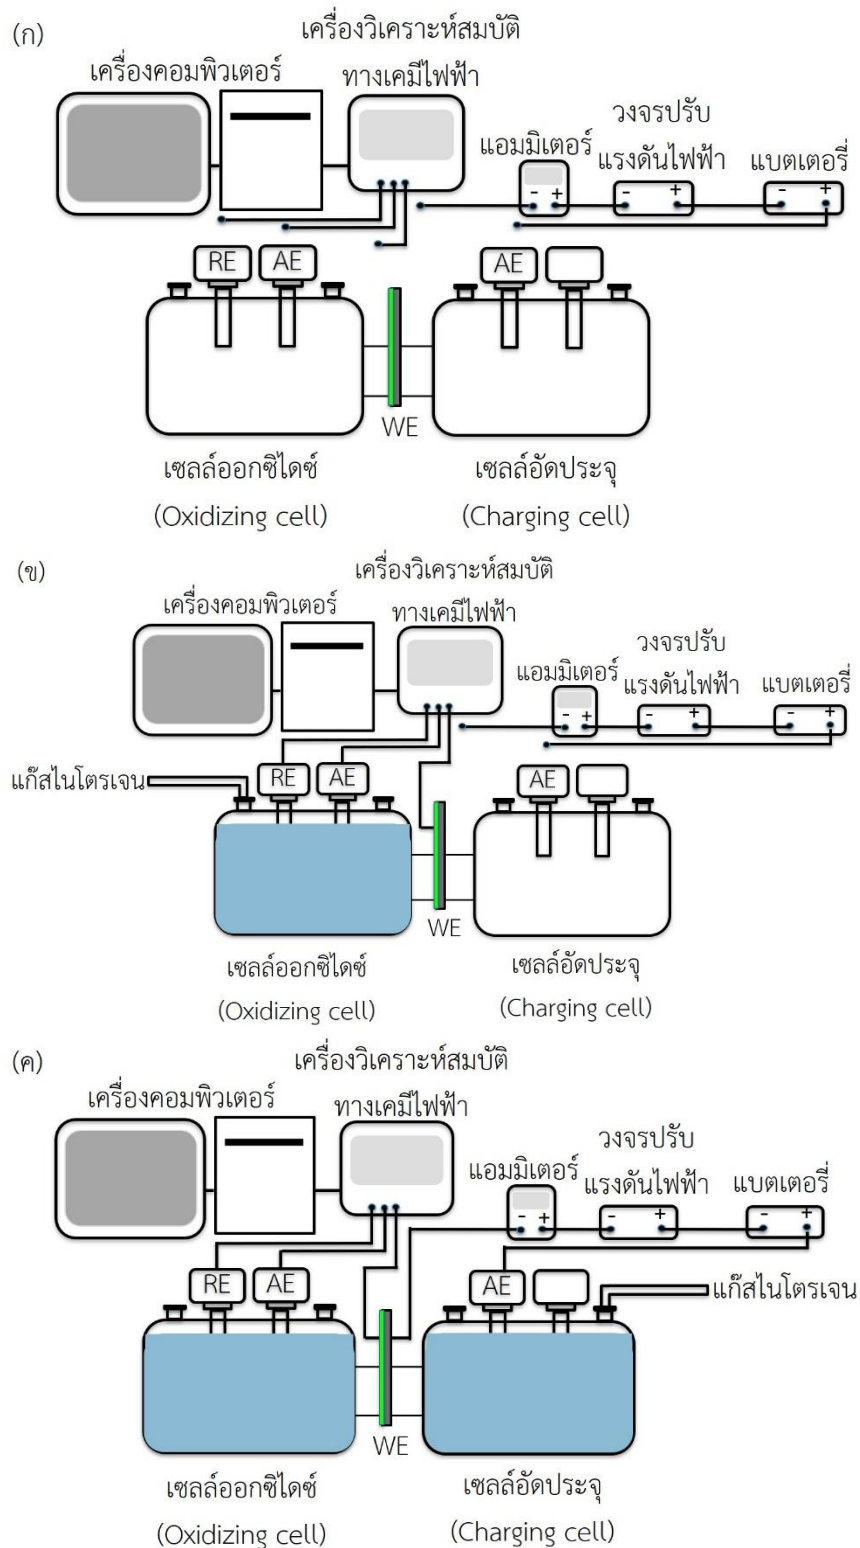 (ก)
เครื่องวิเคราะห์สมบัติ
ทางเคมีไฟฟ้า
เครื่องคอมพิวเตอร์
วงจรปรับ
แรงดันไฟฟ้า
แอมมิเตอร์
แบตเตอรี่
- +
- +
- +
RE
AE
AE
WE
เซลล์ออกซิไดซ์
(Oxidizing cell)
เซลล์อัดประจุ
(Charging cell)
(ข)
เครื่องวิเคราะห์สมบัติ
ทางเคมีไฟฟ้า
เครื่องคอมพิวเตอร์
วงจรปรับ
แรงดันไฟฟ้า
แอมมิเตอร์
แบตเตอรี่
- +
- +
- +
แก๊สไนโตรเจน
RE
AE
AE
WE
เซลล์ออกซิไดซ์
(Oxidizing cell)
เซลล์อัดประจุ
(Charging cell)
(ค)
เครื่องวิเคราะห์สมบัติ
ทางเคมีไฟฟ้า
เครื่องคอมพิวเตอร์
วงจรปรับ
แรงดันไฟฟ้า
แอมมิเตอร์
แบตเตอรี่
- +
- +
- +
RE
AE
AE
แก๊สไนโตรเจน
WE
เซลล์ออกซิไดซ์
(Oxidizing cell)
เซลล์อัดประจุ
(Charging cell)